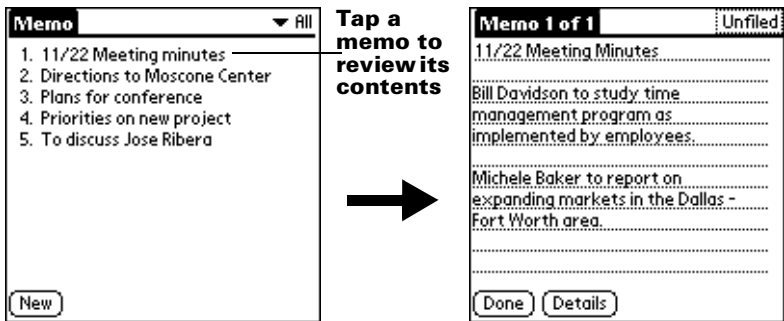 Memo
All
1. 11/22 Meeting minutes
2. Directions to Moscone Center
3. Plans for conference
4. Priorities on new project
5. To discuss Jose Ribera
New
Tap a
memo to
review its
contents
Memo 1 of 1
Unfiled
11/22 Meeting Minutes
Bill Davidson to study time
management program as
implemented by employees.
Michele Baker to report on
expanding markets in the Dallas -
Fort Worth area.
Done
Details